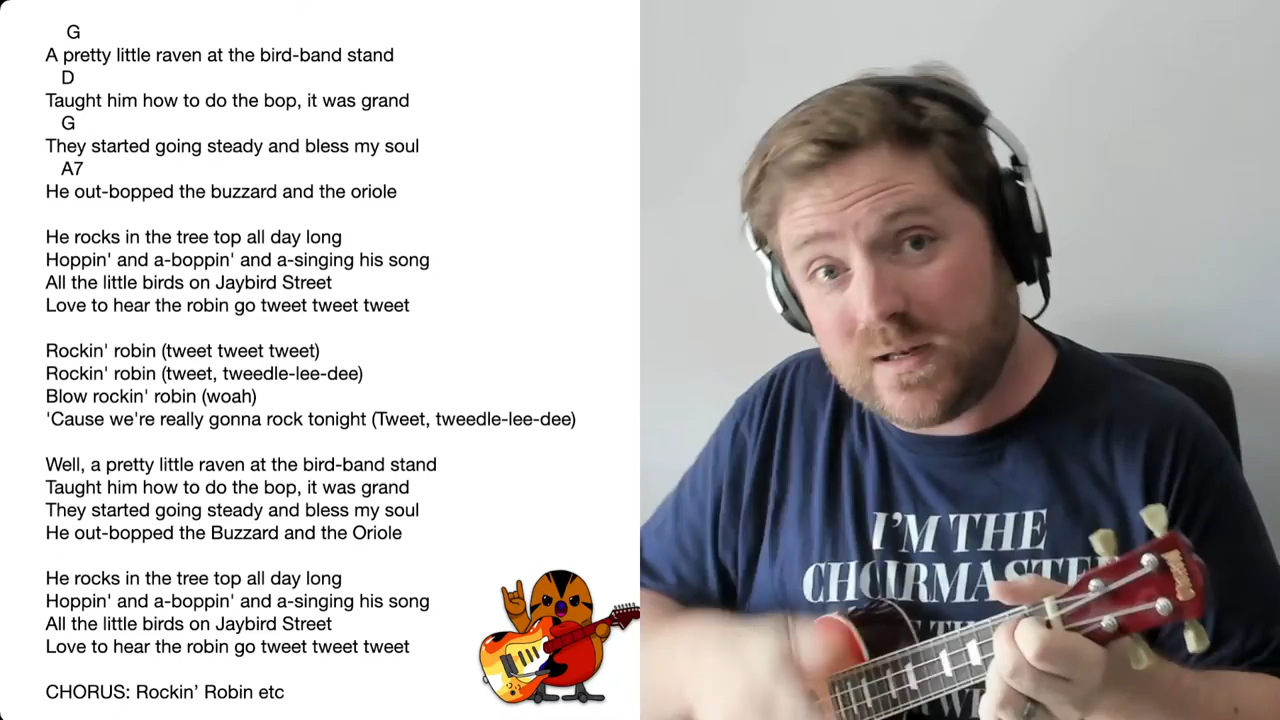 G
A pretty little raven at the bird-band stand
D
Taught him how to do the bop, it was grand
G
They started going steady and bless my soul
A7
He out-bopped the buzzard and the oriole
He rocks in the tree top all day long
Hoppin' and a-boppin' and a-singing his song
All the little birds on Jaybird Street
Love to hear the robin go tweet tweet tweet
Rockin' robin (tweet tweet tweet)
Rockin' robin (tweet, tweedle-lee-dee)
Blow rockin' robin (woah)
'Cause we're really gonna rock tonight (Tweet, tweedle-lee-dee)
Well, a pretty little raven at the bird-band stand
Taught him how to do the bop, it was grand
They started going steady and bless my soul
He out-bopped the Buzzard and the Oriole
He rocks in the tree top all day long
Hoppin' and a-boppin' and a-singing his song
All the little birds on Jaybird Street
Love to hear the robin go tweet tweet tweet
CHORUS: Rockin’ Robin etc
I'M THE